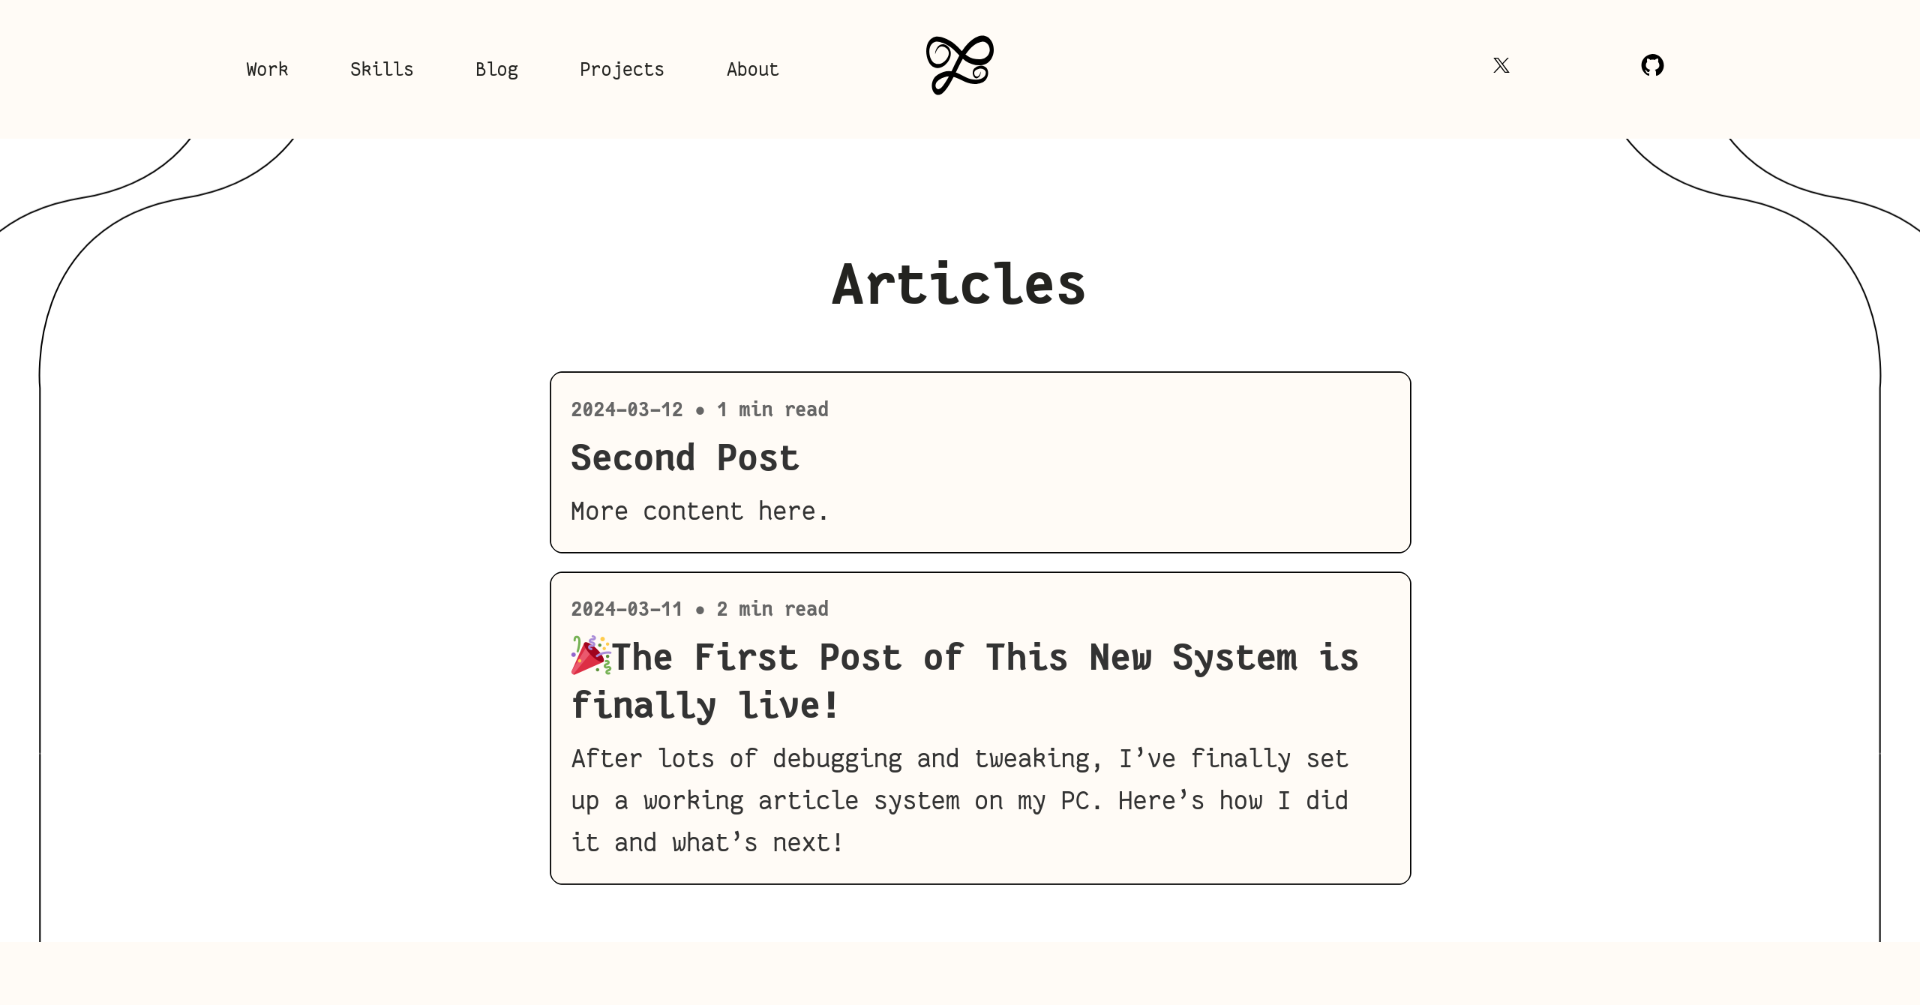 Work Skills Blog Projects About
Articles
2024-03-12 • 1 min read
Second Post
More content here.
2024-03-11 • 2 min read
🎉The First Post of This New System is
finally live!
After lots of debugging and tweaking, I’ve finally set
up a working article system on my PC. Here’s how I did
it and what’s next!